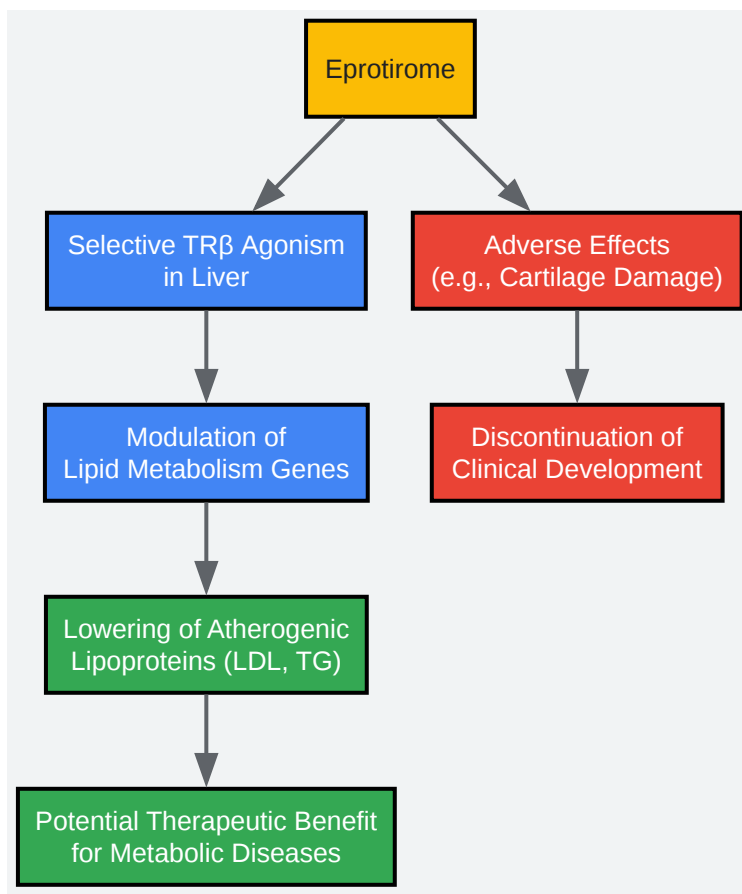 Eprotirome
Selective TRβ Agonism
in Liver
Adverse Effects
(e.g., Cartilage Damage)
Modulation of
Lipid Metabolism Genes
Discontinuation of
Clinical Development
Lowering of Atherogenic
Lipoproteins (LDL, TG)
Potential Therapeutic Benefit
for Metabolic Diseases